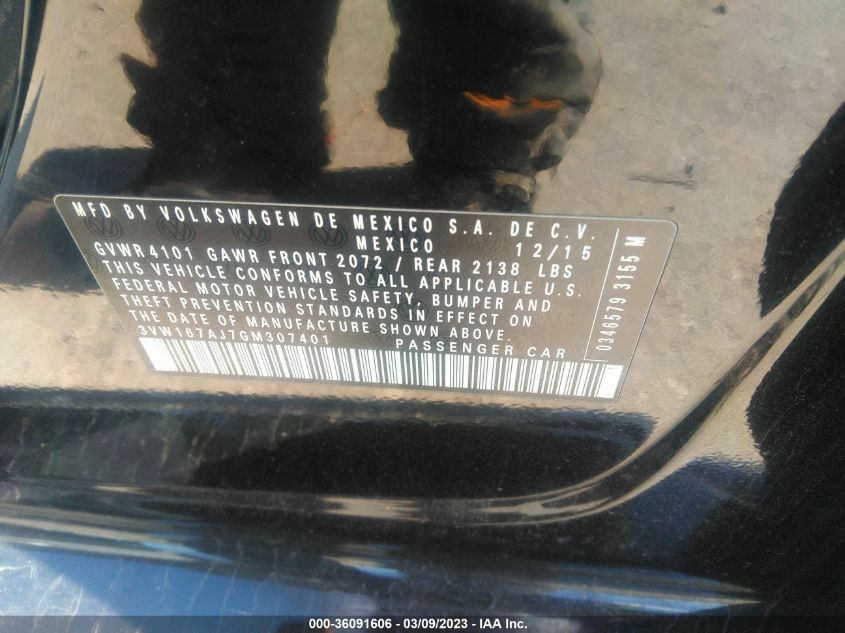 MFD BY VOLKSWAGEN DE MEXICO S.A. DE C.V.
MEXICO 12/15
GVWR 4101 GAWR FRONT 2072 / REAR 2138 LBS
THIS VEHICLE CONFORMS TO ALL APPLICABLE U.S.
FEDERAL MOTOR VEHICLE SAFETY, BUMPER AND
THEFT PREVENTION STANDARDS IN EFFECT ON
THE DATE OF MANUFACTURE SHOWN ABOVE.
3VW167AJ7GM307401 PASSENGER CAR
0346579 3155 M
000-36091606 - 03/09/2023 - IAA Inc.